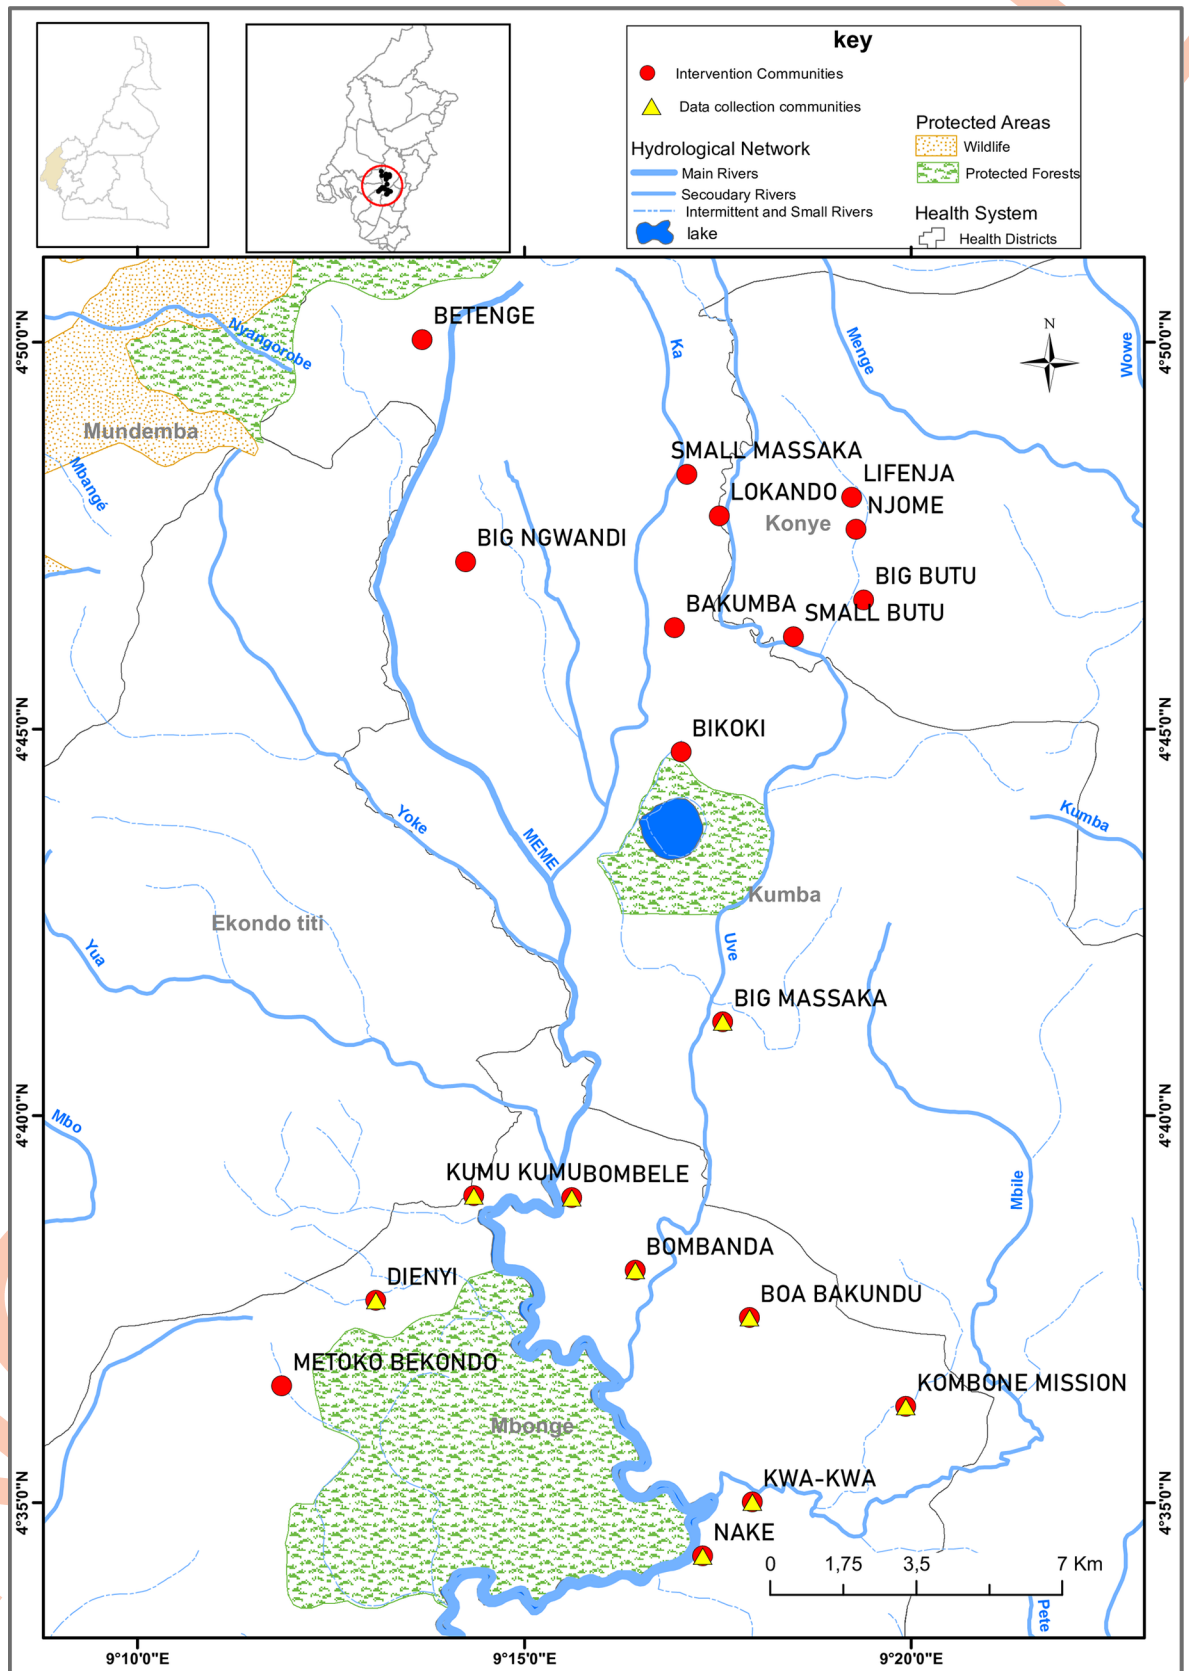 key
Intervention Communities
Data collection communities
Hydrological Network
Main Rivers
Secoudary Rivers
Intermittent and Small Rivers
lake
Protected Areas
Wildlife
Protected Forests
Health System
Health Districts
N
4°50'0"N
4°50'0"N
4°45'0"N
4°45'0"N
4°40'0"N
4°40'0"N
4°35'0"N
4°35'0"N
BETENGE
Nyangorobe
Ka
Menge
Wowe
Mundemba
Mbangé
SMALL MASSAKA
LIFENJA
LOKANDO
NJOME
Konye
BIG NGWANDI
BIG BUTU
BAKUMBA
SMALL BUTU
BIKOKI
Yoke
MEME
Kumba
Kumba
Ekondo titi
Yua
Uve
BIG MASSAKA
Mbo
KUMU KUMU
BOMBELE
Mbile
BOMBANDA
DIENYI
BOA BAKUNDU
METOKO BEKONDO
KOMBONE MISSION
Mbonge
KWA-KWA
NAKE
0 1,75 3,5 7 Km
Pete
9°10'0"E 9°15'0"E 9°20'0"E